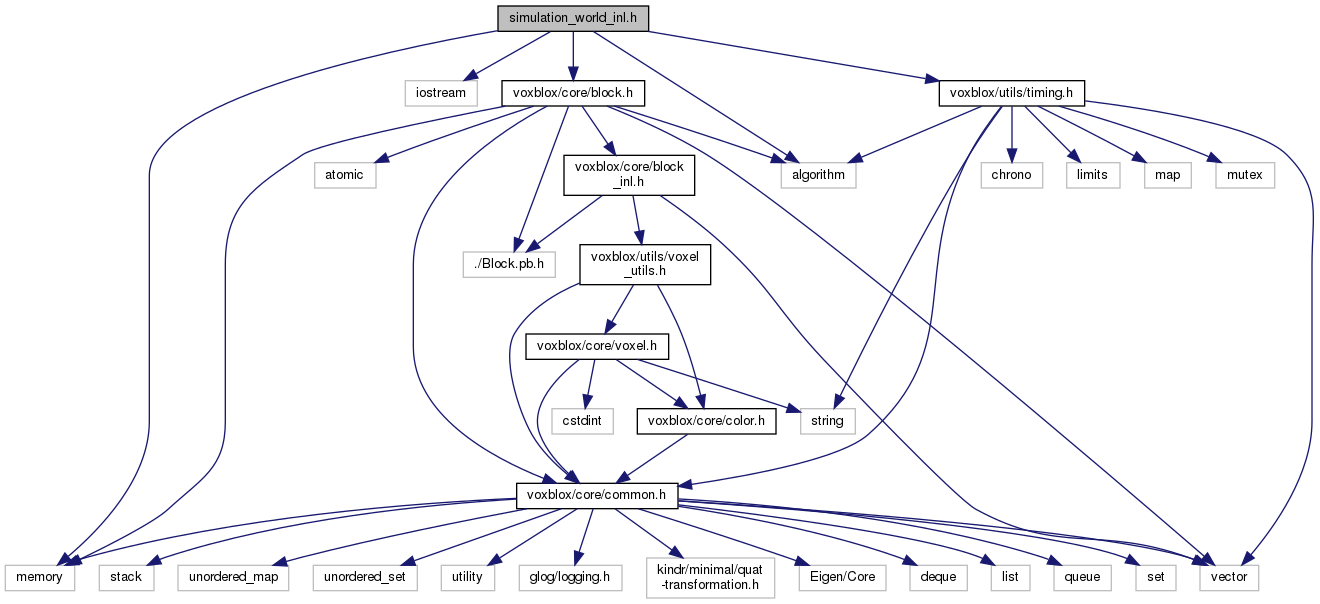 simulation_world_inl.h
iostream
voxblox/core/block.h
voxblox/utils/timing.h
atomic
voxblox/core/block
_inl.h
algorithm
chrono
limits
map
mutex
./Block.pb.h
voxblox/utils/voxel
_utils.h
voxblox/core/voxel.h
cstdint
voxblox/core/color.h
string
voxblox/core/common.h
memory
stack
unordered_map
unordered_set
utility
glog/logging.h
kindr/minimal/quat
-transformation.h
Eigen/Core
deque
list
queue
set
vector